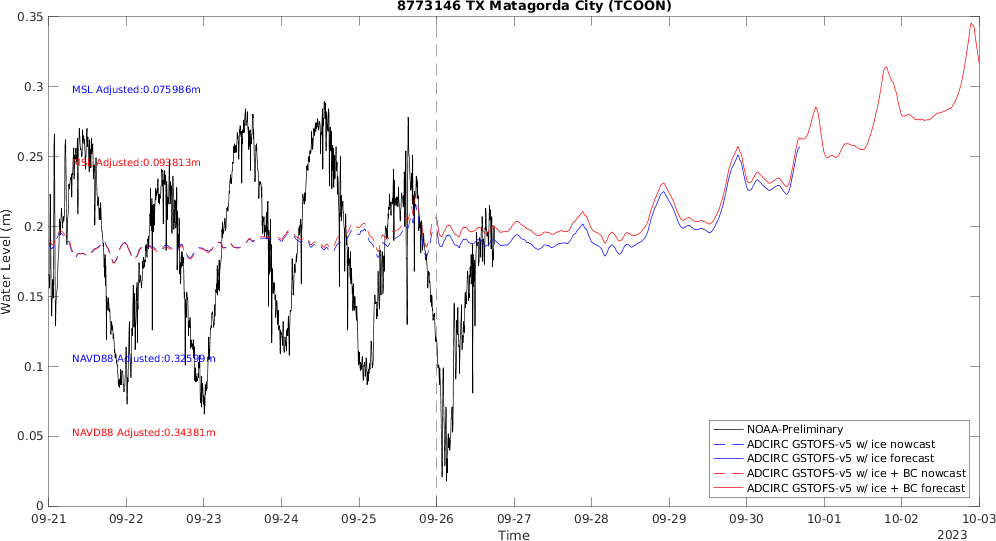 8773146 TX Matagorda City (TCOON)
0.35
0.3
0.25
0.2
0.15
0.1
0.05
0
Water Level (m)
MSL Adjusted:0.075986m
MSL Adjusted:0.093813m
NAVD88 Adjusted:0.32599m
NAVD88 Adjusted:0.34381m
NOAA-Preliminary
ADCIRC GSTOFS-v5 w/ ice nowcast
ADCIRC GSTOFS-v5 w/ ice forecast
ADCIRC GSTOFS-v5 w/ ice + BC nowcast
ADCIRC GSTOFS-v5 w/ ice + BC forecast
09-21 09-22 09-23 09-24 09-25 09-26 09-27 09-28 09-29 09-30 10-01 10-02 10-03
Time
2023